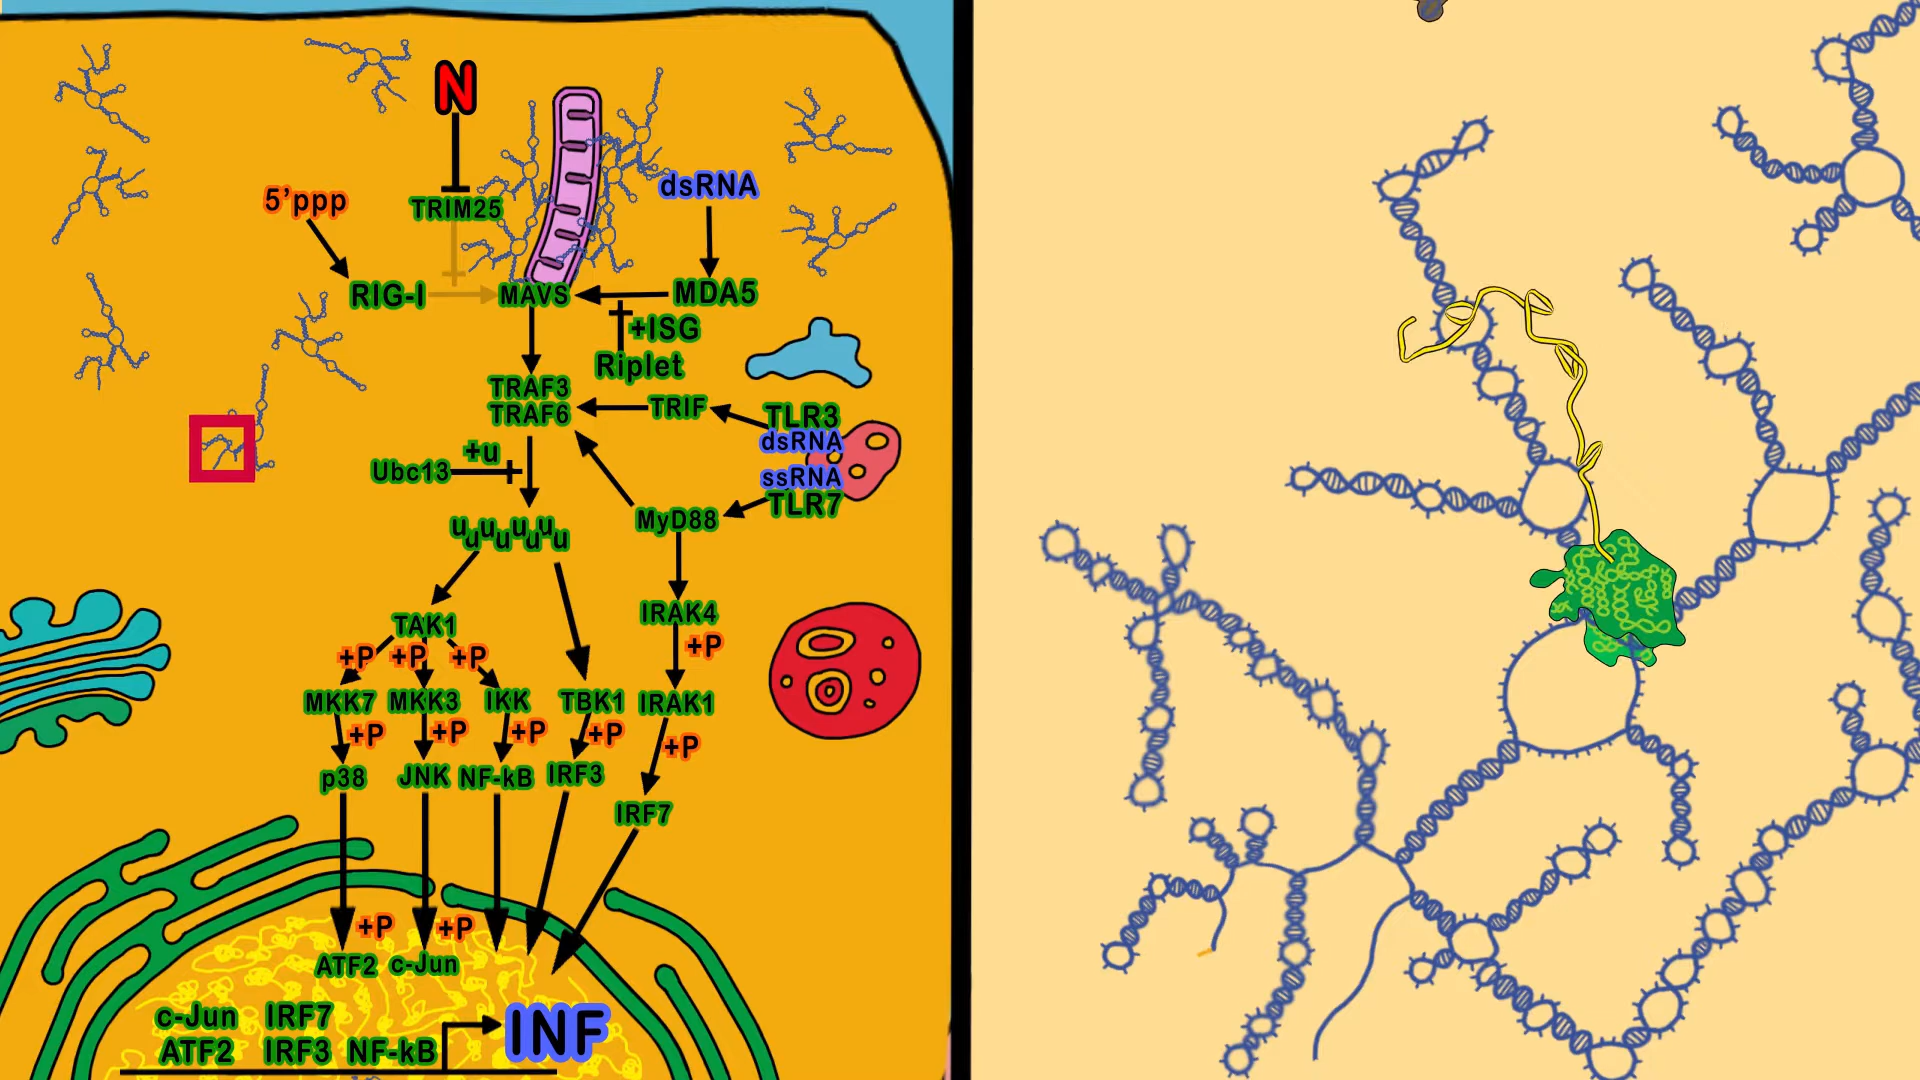 N
5’ppp
TRIM25
dsRNA
RIG-I
MAVS
MDA5
+ISG
Riplet
TRAF3
TRAF6
TRIF
TLR3
dsRNA
+u
Ubc13
ssRNA
TLR7
MyD88
uuuuuuu
TAK1
IRAK4
+P +P +P
+P
MKK7 MKK3 IKK TBK1 IRAK1
+P +P +P +P +P
p38 JNK NF-kB IRF3
IRF7
+P +P
ATF2 c-Jun
c-Jun IRF7
ATF2 IRF3 NF-kB
INF